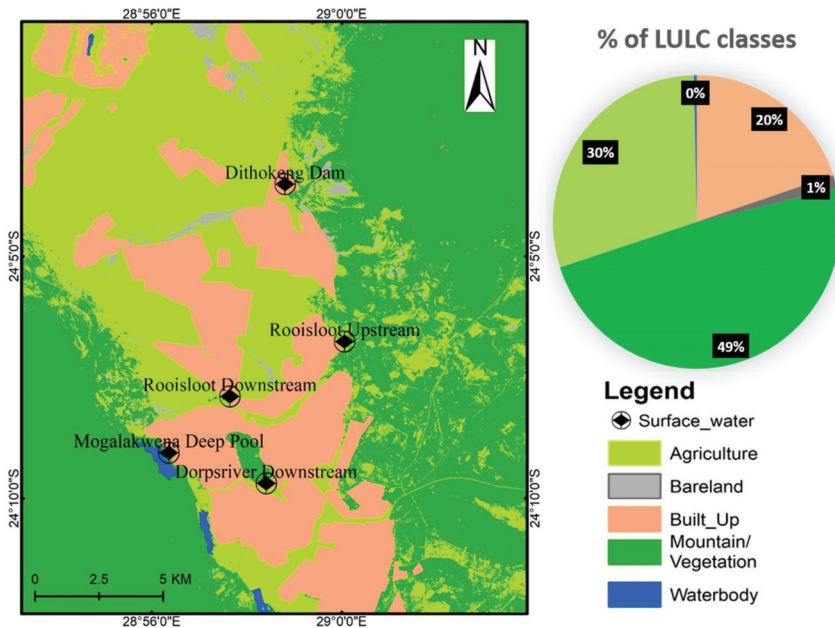 28°56'0"E
29°0'0"E
N
Dithokeng Dam
24°5'0"S
24°5'0"S
Rooisloot Upstream
Rooisloot Downstream
Mogalakwena Deep Pool
Dorpsriver Downstream
24°10'0"S
24°10'0"S
0 2.5 5 KM
28°56'0"E
29°0'0"E
% of LULC classes
0%
20%
30%
1%
49%
Legend
Surface_water
Agriculture
Bareland
Built_Up
Mountain/
Vegetation
Waterbody